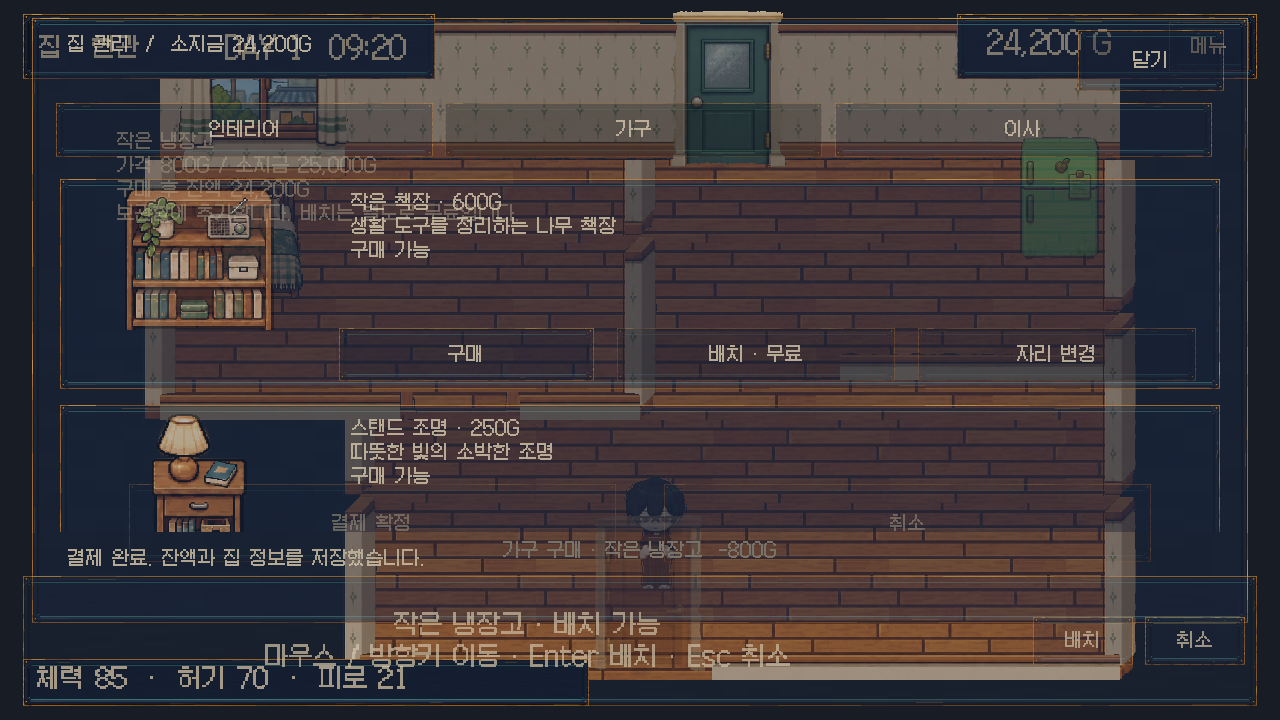 집 관리 / 소지금 24,200G
DAY 1 09:20
24,200 G
메뉴
닫기
인테리어
가구
이사
작은 냉장고
가격 800G / 소지금 25,000G
구매 후 잔액 24,200G
작은 책장 · 600G
생활 도구를 정리하는 나무 책장
구매 가능
구매
배치 · 무료
자리 변경
스탠드 조명 · 250G
따뜻한 빛의 소박한 조명
구매 가능
결제 확정
취소
가구 구매 · 작은 냉장고 -800G
결제 완료. 잔액과 집 정보를 저장했습니다.
작은 냉장고 · 배치 가능
마우스 / 방향키 이동 · Enter 배치 · Esc 취소
배치
취소
체력 85 · 허기 70 · 피로 21